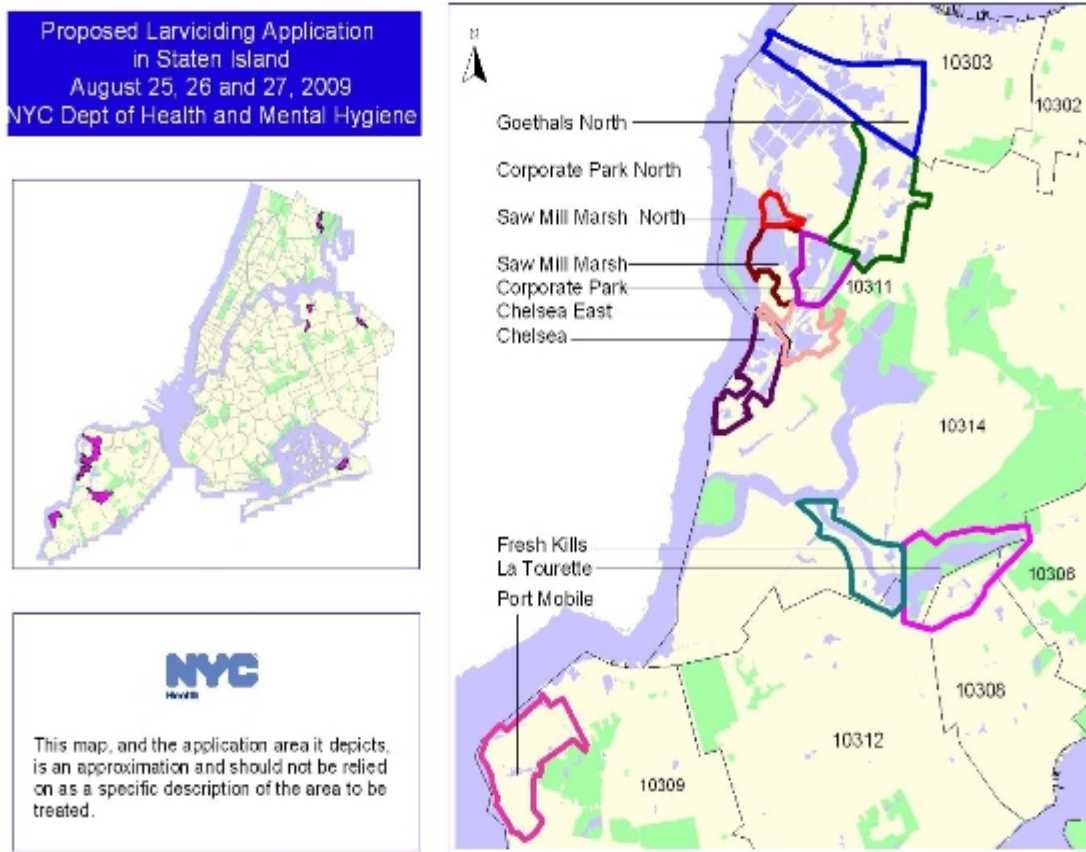 Proposed Larviciding Application
in Staten Island
August 25, 26 and 27, 2009
NYC Dept of Health and Mental Hygiene
NYC
Health
This map, and the application area it depicts,
is an approximation and should not be relied
on as a specific description of the area to be
treated.
N
10303
10302
Goethals North
Corporate Park North
Saw Mill Marsh North
Saw Mill Marsh
Corporate Park
10311
Chelsea East
Chelsea
10314
Fresh Kills
La Tourette
10306
Port Mobile
10308
10312
10309